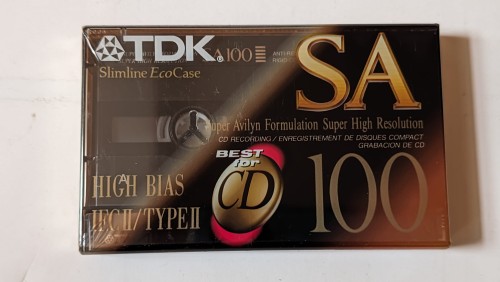 TDK
A100
SA
Slimline EcoCase
Super Avilyn Formulation Super High Resolution
CD RECORDING / ENREGISTREMENT DE DISQUES COMPACT
GRABACION DE CD
BEST
for
CD
100
A
HIGH BIAS
IEC II / TYPE II